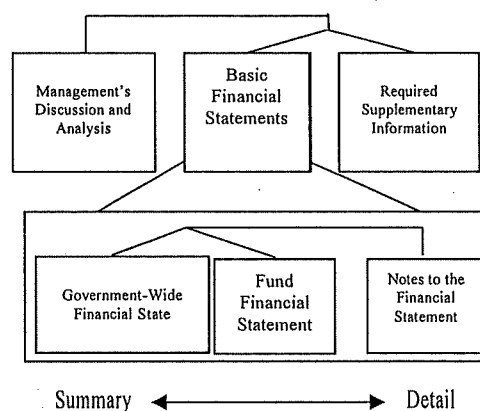 Management's
Discussion and
Analysis
Basic
Financial
Statements
Required
Supplementary
Information
Government-Wide
Financial State
Fund
Financial
Statement
Notes to the
Financial
Statement
Summary
Detail